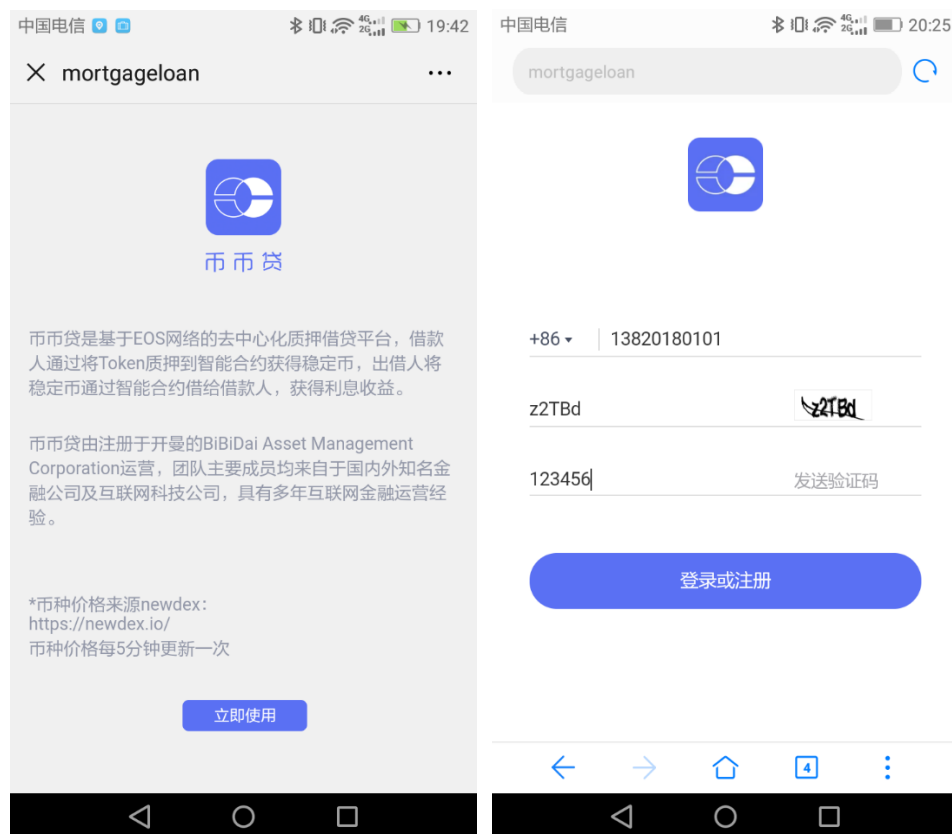 中国电信
4G
2G
19:42
mortgageloan
币币贷
币币贷是基于EOS网络的去中心化质押借贷平台，借款
人通过将Token质押到智能合约获得稳定币，出借人将
稳定币通过智能合约借给借款人，获得利息收益。
币币贷由注册于开曼的BiBiDai Asset Management
Corporation运营，团队主要成员均来自于国内外知名金
融公司及互联网科技公司，具有多年互联网金融运营经
验。
*币种价格来源newdex：
https://newdex.io/
币种价格每5分钟更新一次
立即使用
中国电信
4G
2G
20:25
mortgageloan
+86
13820180101
z2TBd
z2TBd
123456
发送验证码
登录或注册
4